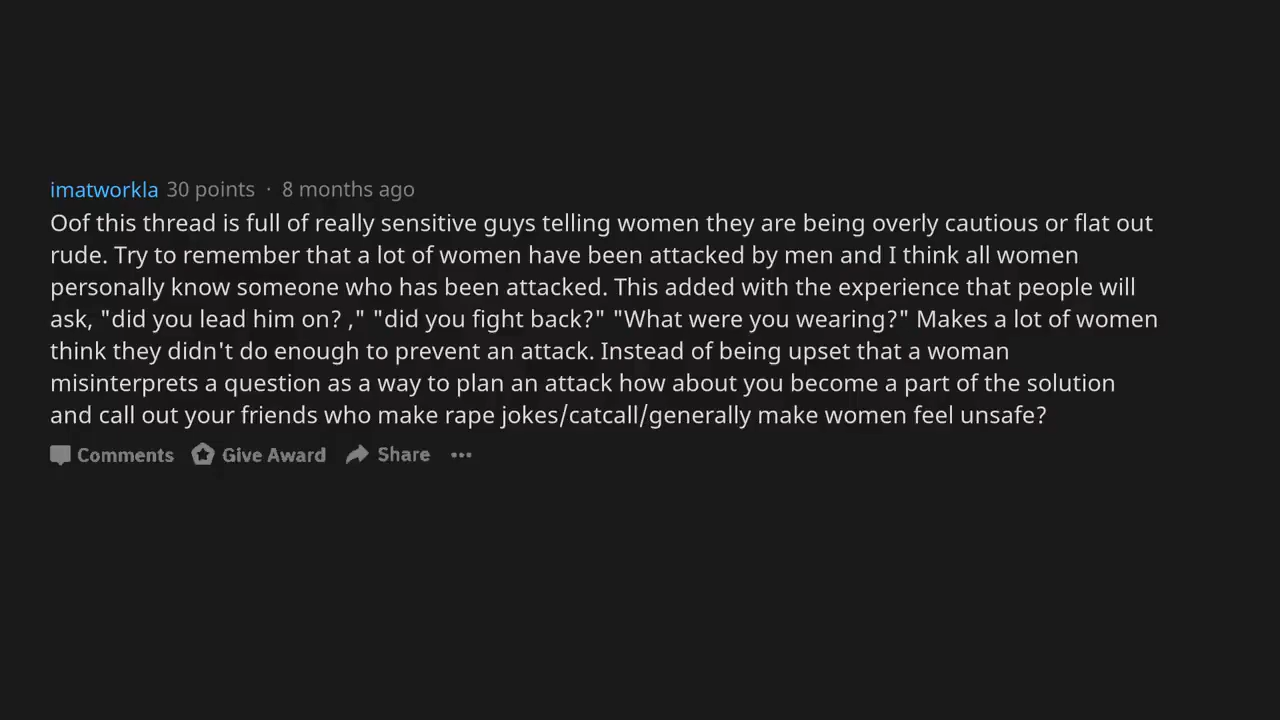 imatworkla 30 points · 8 months ago
Oof this thread is full of really sensitive guys telling women they are being overly cautious or flat out
rude. Try to remember that a lot of women have been attacked by men and I think all women
personally know someone who has been attacked. This added with the experience that people will
ask, "did you lead him on? ," "did you fight back?" "What were you wearing?" Makes a lot of women
think they didn't do enough to prevent an attack. Instead of being upset that a woman
misinterprets a question as a way to plan an attack how about you become a part of the solution
and call out your friends who make rape jokes/catcall/generally make women feel unsafe?
Comments Give Award Share